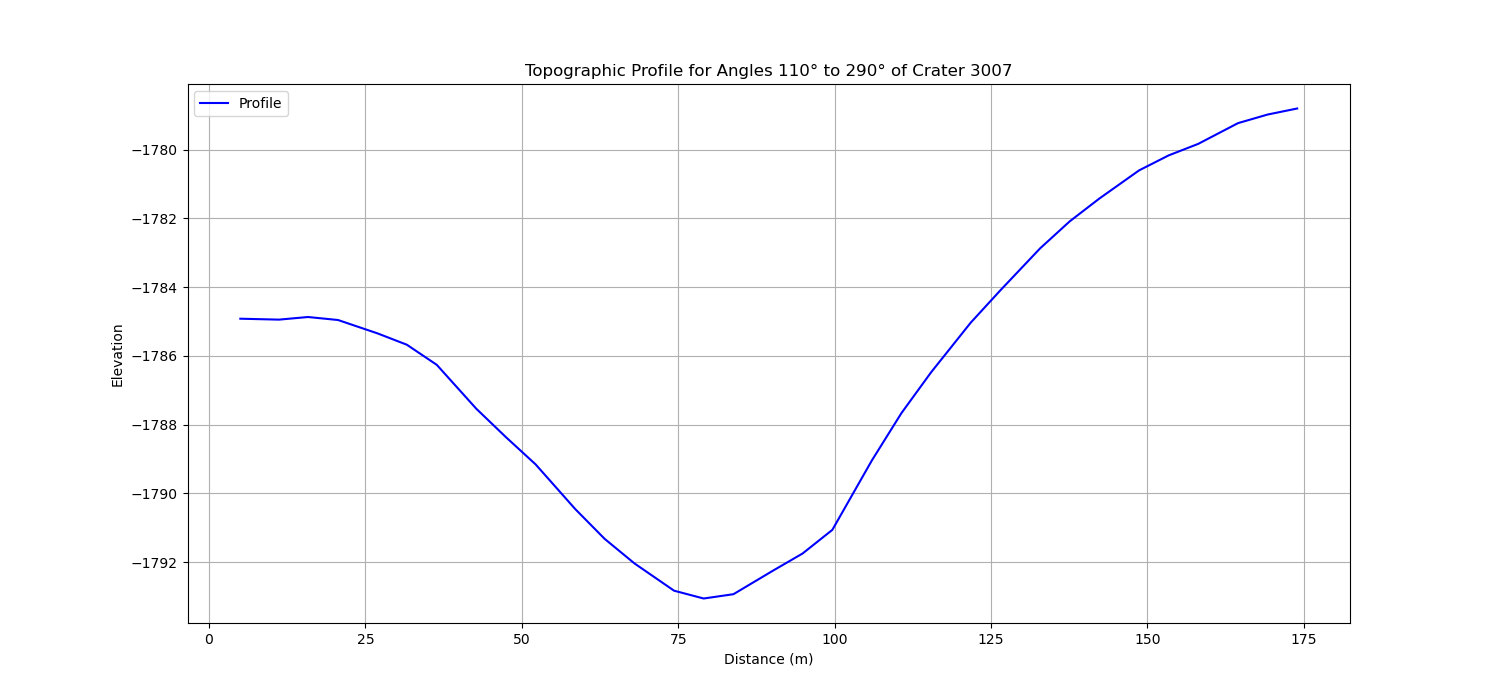 Topographic Profile for Angles 110° to 290° of Crater 3007
Profile
Elevation
−1780
−1782
−1784
−1786
−1788
−1790
−1792
0 25 50 75 100 125 150 175
Distance (m)